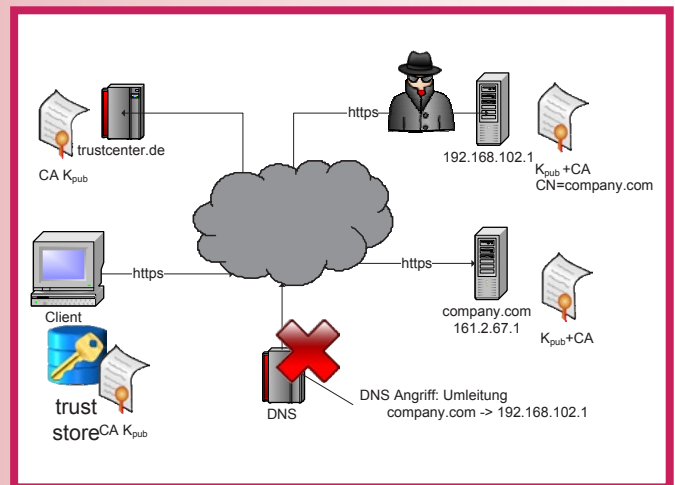 trustcenter.de
CA Kpub
https
192.168.102.1
Kpub+CA
CN=company.com
https
Client
https
company.com
161.2.67.1
Kpub+CA
trust
store
CA Kpub
DNS
DNS Angriff: Umleitung
company.com -> 192.168.102.1